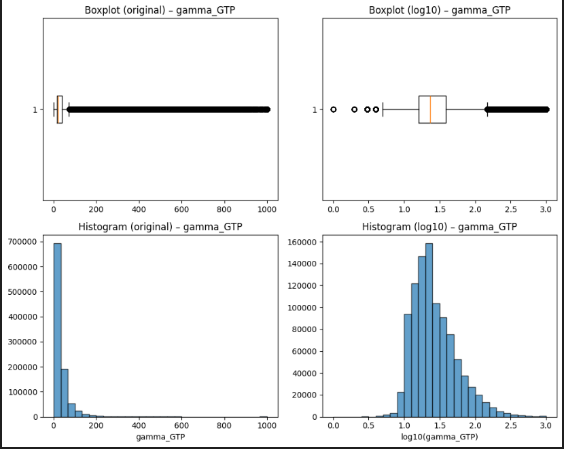 Boxplot (original) – gamma_GTP
1
0 200 400 600 800 1000
Boxplot (log10) – gamma_GTP
1
0.0 0.5 1.0 1.5 2.0 2.5 3.0
Histogram (original) – gamma_GTP
700000
600000
500000
400000
300000
200000
100000
0
0 200 400 600 800 1000
gamma_GTP
Histogram (log10) – gamma_GTP
160000
140000
120000
100000
80000
60000
40000
20000
0
0.0 0.5 1.0 1.5 2.0 2.5 3.0
log10(gamma_GTP)